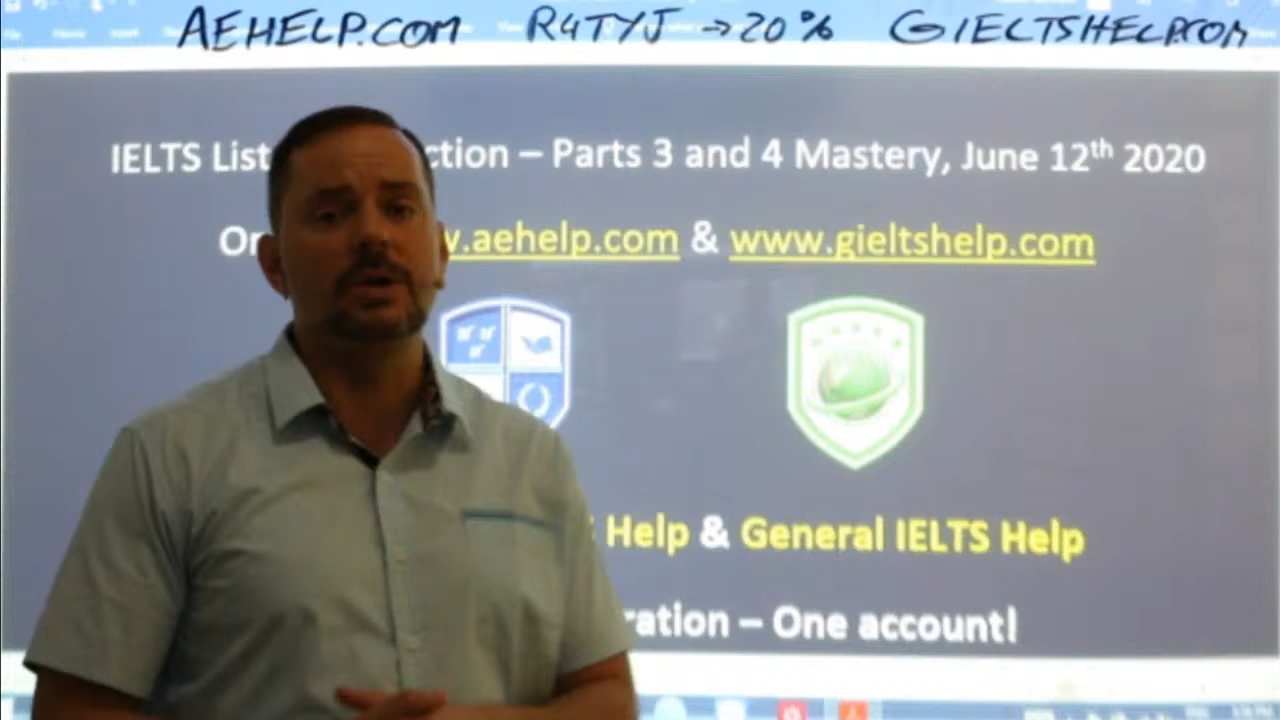 AEHELP.COM R4TYJ → 20% GIELTSHELP.COM
IELTS List ction – Parts 3 and 4 Mastery, June 12th 2020
w.aehelp.com & www.gieltshelp.com
Help & General IELTS Help
ration – One account!